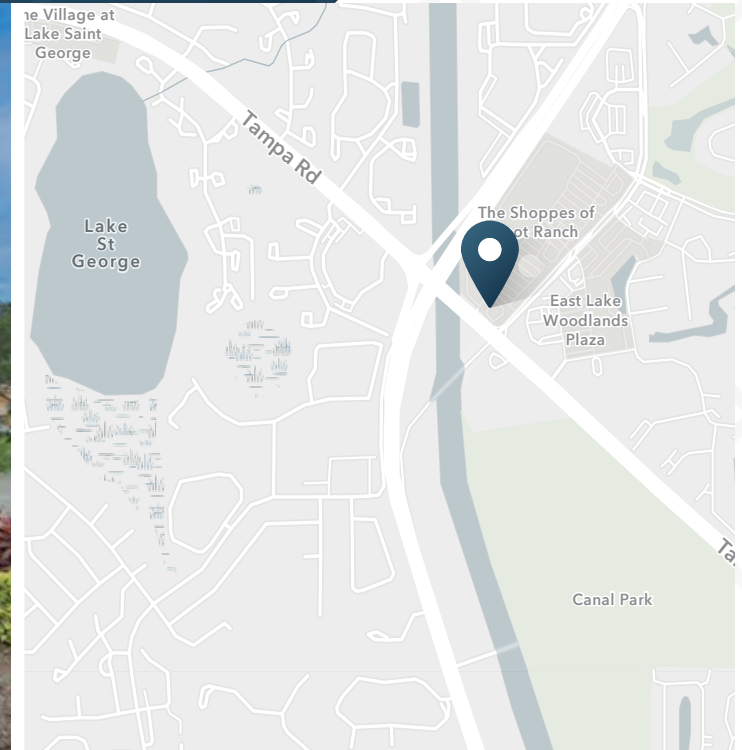 Village at
Lake Saint
George
Tampa Rd
Lake
St
George
The Shoppes of
Ranch
East Lake
Woodlands
Plaza
Canal Park